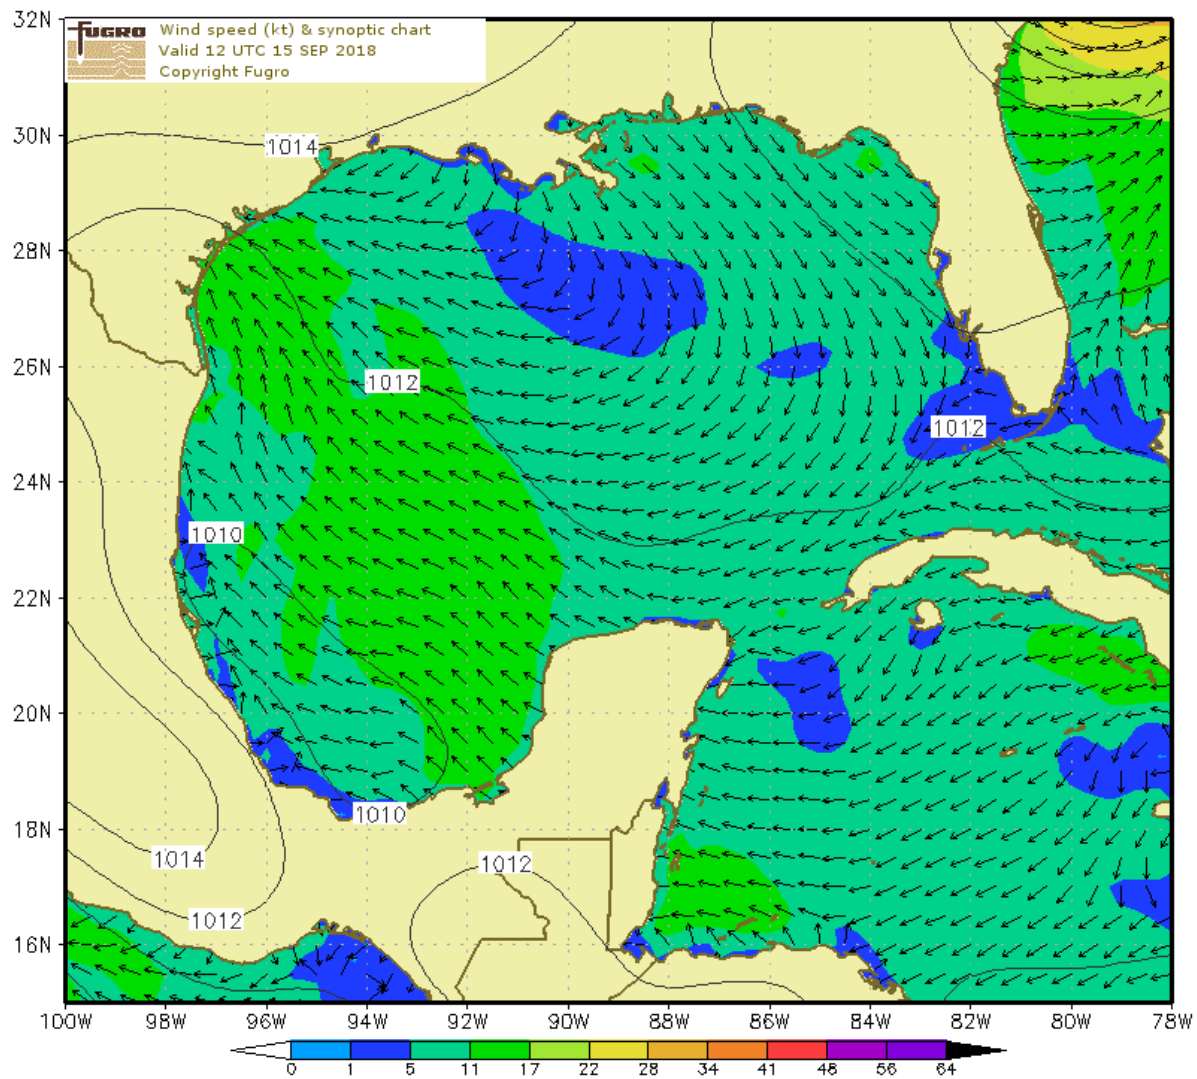 32N
FUGRO
Wind speed (kt) & synoptic chart
Valid 12 UTC 15 SEP 2018
Copyright Fugro
30N
1014
28N
26N
1012
1012
24N
1010
22N
20N
18N
1010
1014
1012
1012
16N
100W 98W 96W 94W 92W 90W 88W 86W 84W 82W 80W 78W
0 1 5 11 17 22 28 34 41 48 56 64